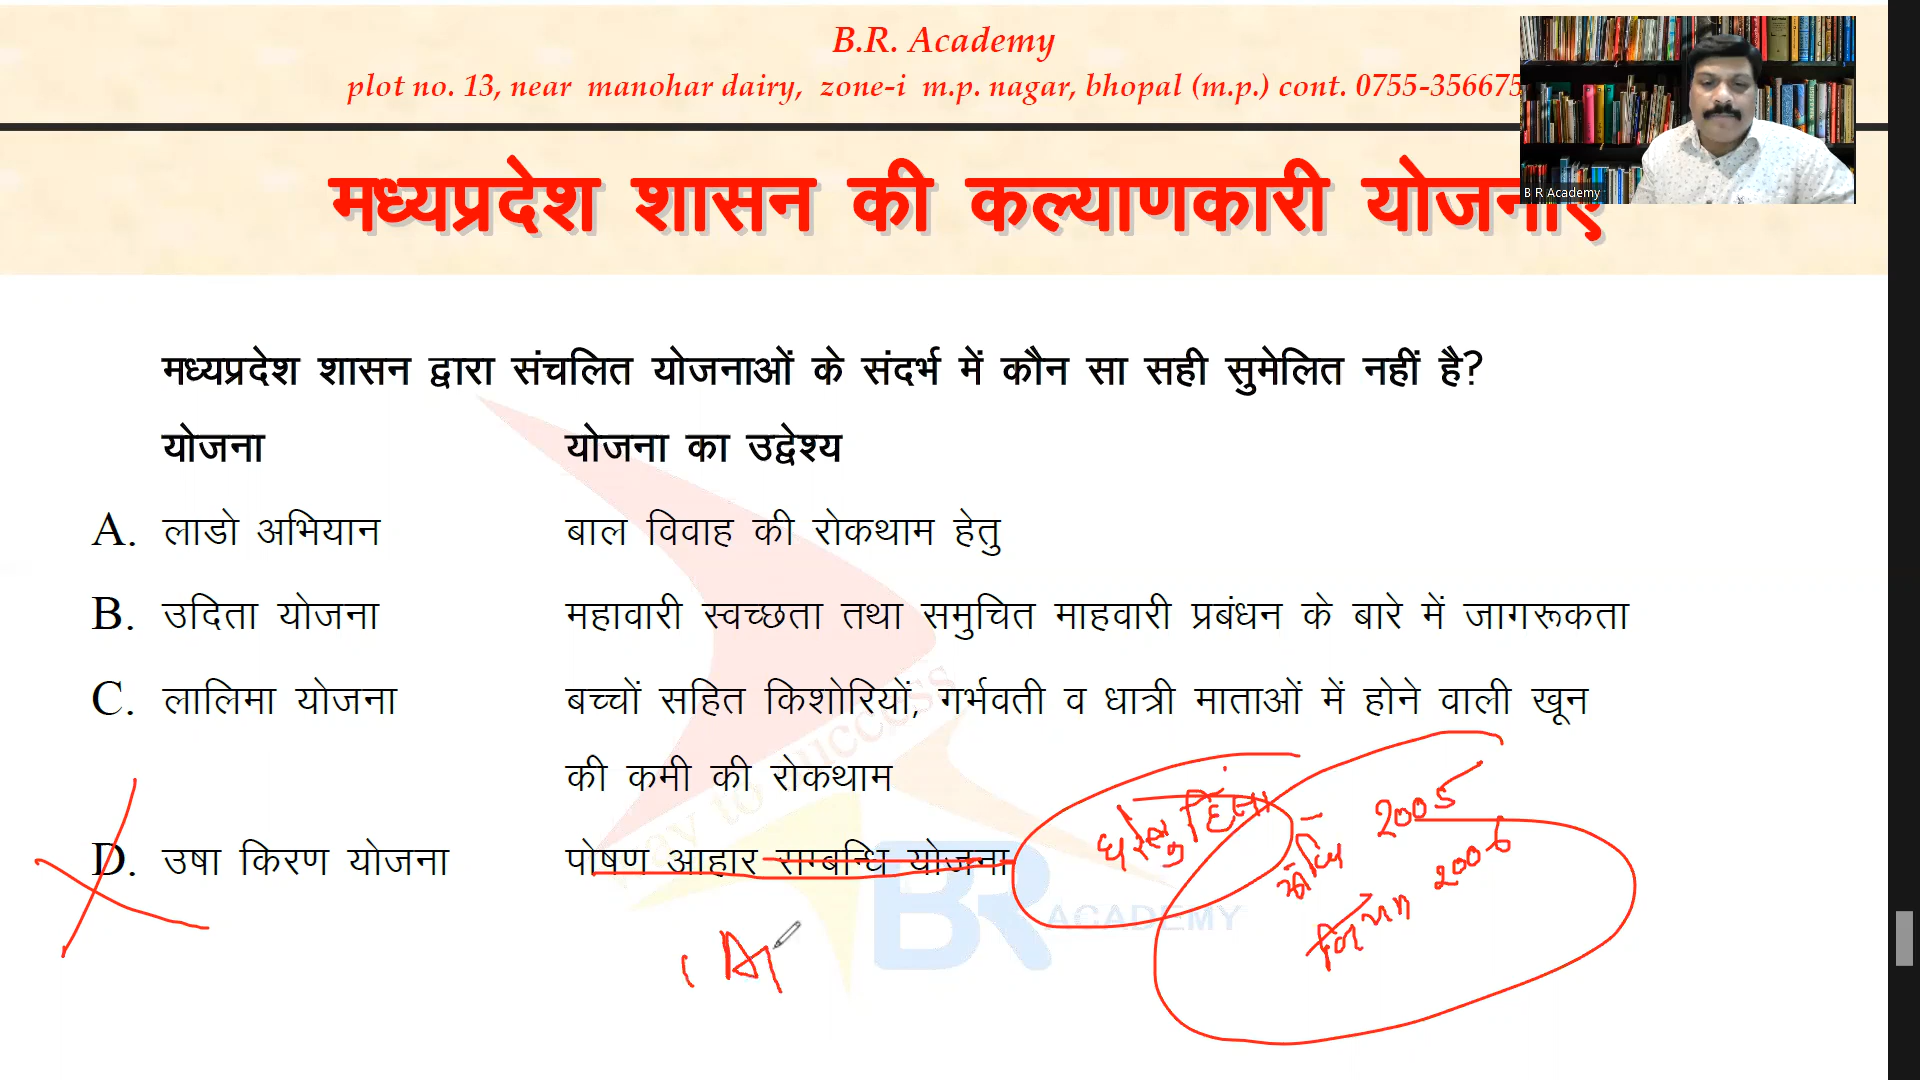 B.R. Academy
plot no. 13, near manohar dairy, zone-i m.p. nagar, bhopal (m.p.) cont. 0755-356675
B R Academy
मध्यप्रदेश शासन की कल्याणकारी योजनाएं
मध्यप्रदेश शासन द्वारा संचलित योजनाओं के संदर्भ में कौन सा सही सुमेलित नहीं है?
योजना योजना का उद्वेश्य
A. लाडो अभियान बाल विवाह की रोकथाम हेतु
B. उदिता योजना महावारी स्वच्छता तथा समुचित माहवारी प्रबंधन के बारे में जागरूकता
C. लालिमा योजना बच्चों सहित किशोरियों, गर्भवती व धात्री माताओं में होने वाली खून
की कमी की रोकथाम
D. उषा किरण योजना पोषण आहार सम्बन्धि योजना
घरेलु हिंसा
2005
2006
BR ACADEMY